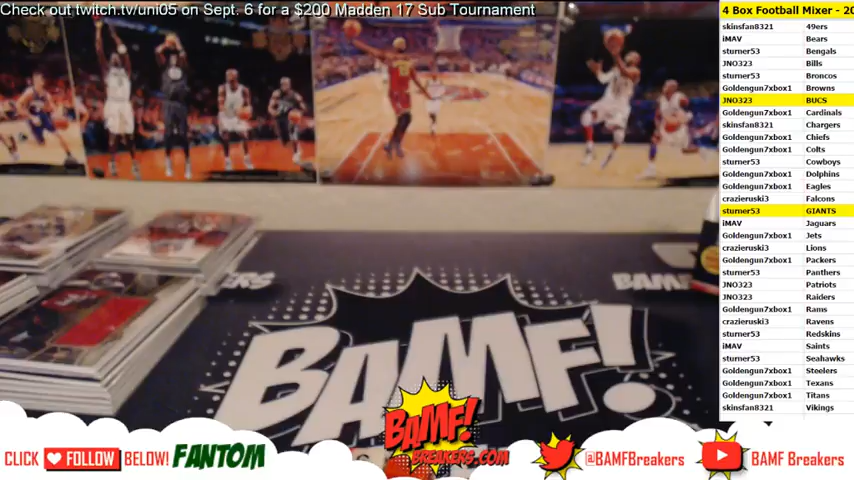 Check out twitch.tv/uni05 on Sept. 6 for a $200 Madden 17 Sub Tournament
4 Box Football Mixer - 20
skinsfan8321 49ers
iMAV Bears
sturner53 Bengals
JNO323 Bills
sturner53 Broncos
Goldengun7xbox1 Browns
JNO323 BUCS
Goldengun7xbox1 Cardinals
skinsfan8321 Chargers
Goldengun7xbox1 Chiefs
Goldengun7xbox1 Colts
sturner53 Cowboys
Goldengun7xbox1 Dolphins
Goldengun7xbox1 Eagles
crazieruski3 Falcons
sturner53 GIANTS
iMAV Jaguars
Goldengun7xbox1 Jets
crazieruski3 Lions
Goldengun7xbox1 Packers
sturner53 Panthers
JNO323 Patriots
JNO323 Raiders
Goldengun7xbox1 Rams
crazieruski3 Ravens
sturner53 Redskins
iMAV Saints
sturner53 Seahawks
Goldengun7xbox1 Steelers
Goldengun7xbox1 Texans
Goldengun7xbox1 Titans
skinsfan8321 Vikings
BAMF!
BAMF!
BREAKERS.COM
CLICK FOLLOW BELOW! FANTOM
@BAMFBreakers
BAMF Breakers